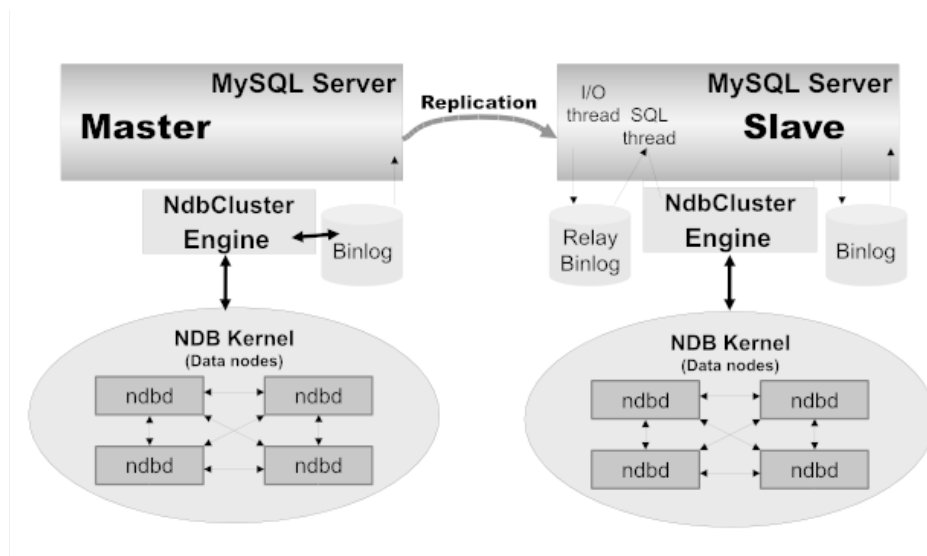 MySQL Server
Master
Replication
MySQL Server
I/O
thread
SQL
thread
Slave
NdbCluster
Engine
Binlog
Relay
Binlog
NdbCluster
Engine
Binlog
NDB Kernel
(Data nodes)
ndbd
ndbd
ndbd
ndbd
NDB Kernel
(Data nodes)
ndbd
ndbd
ndbd
ndbd